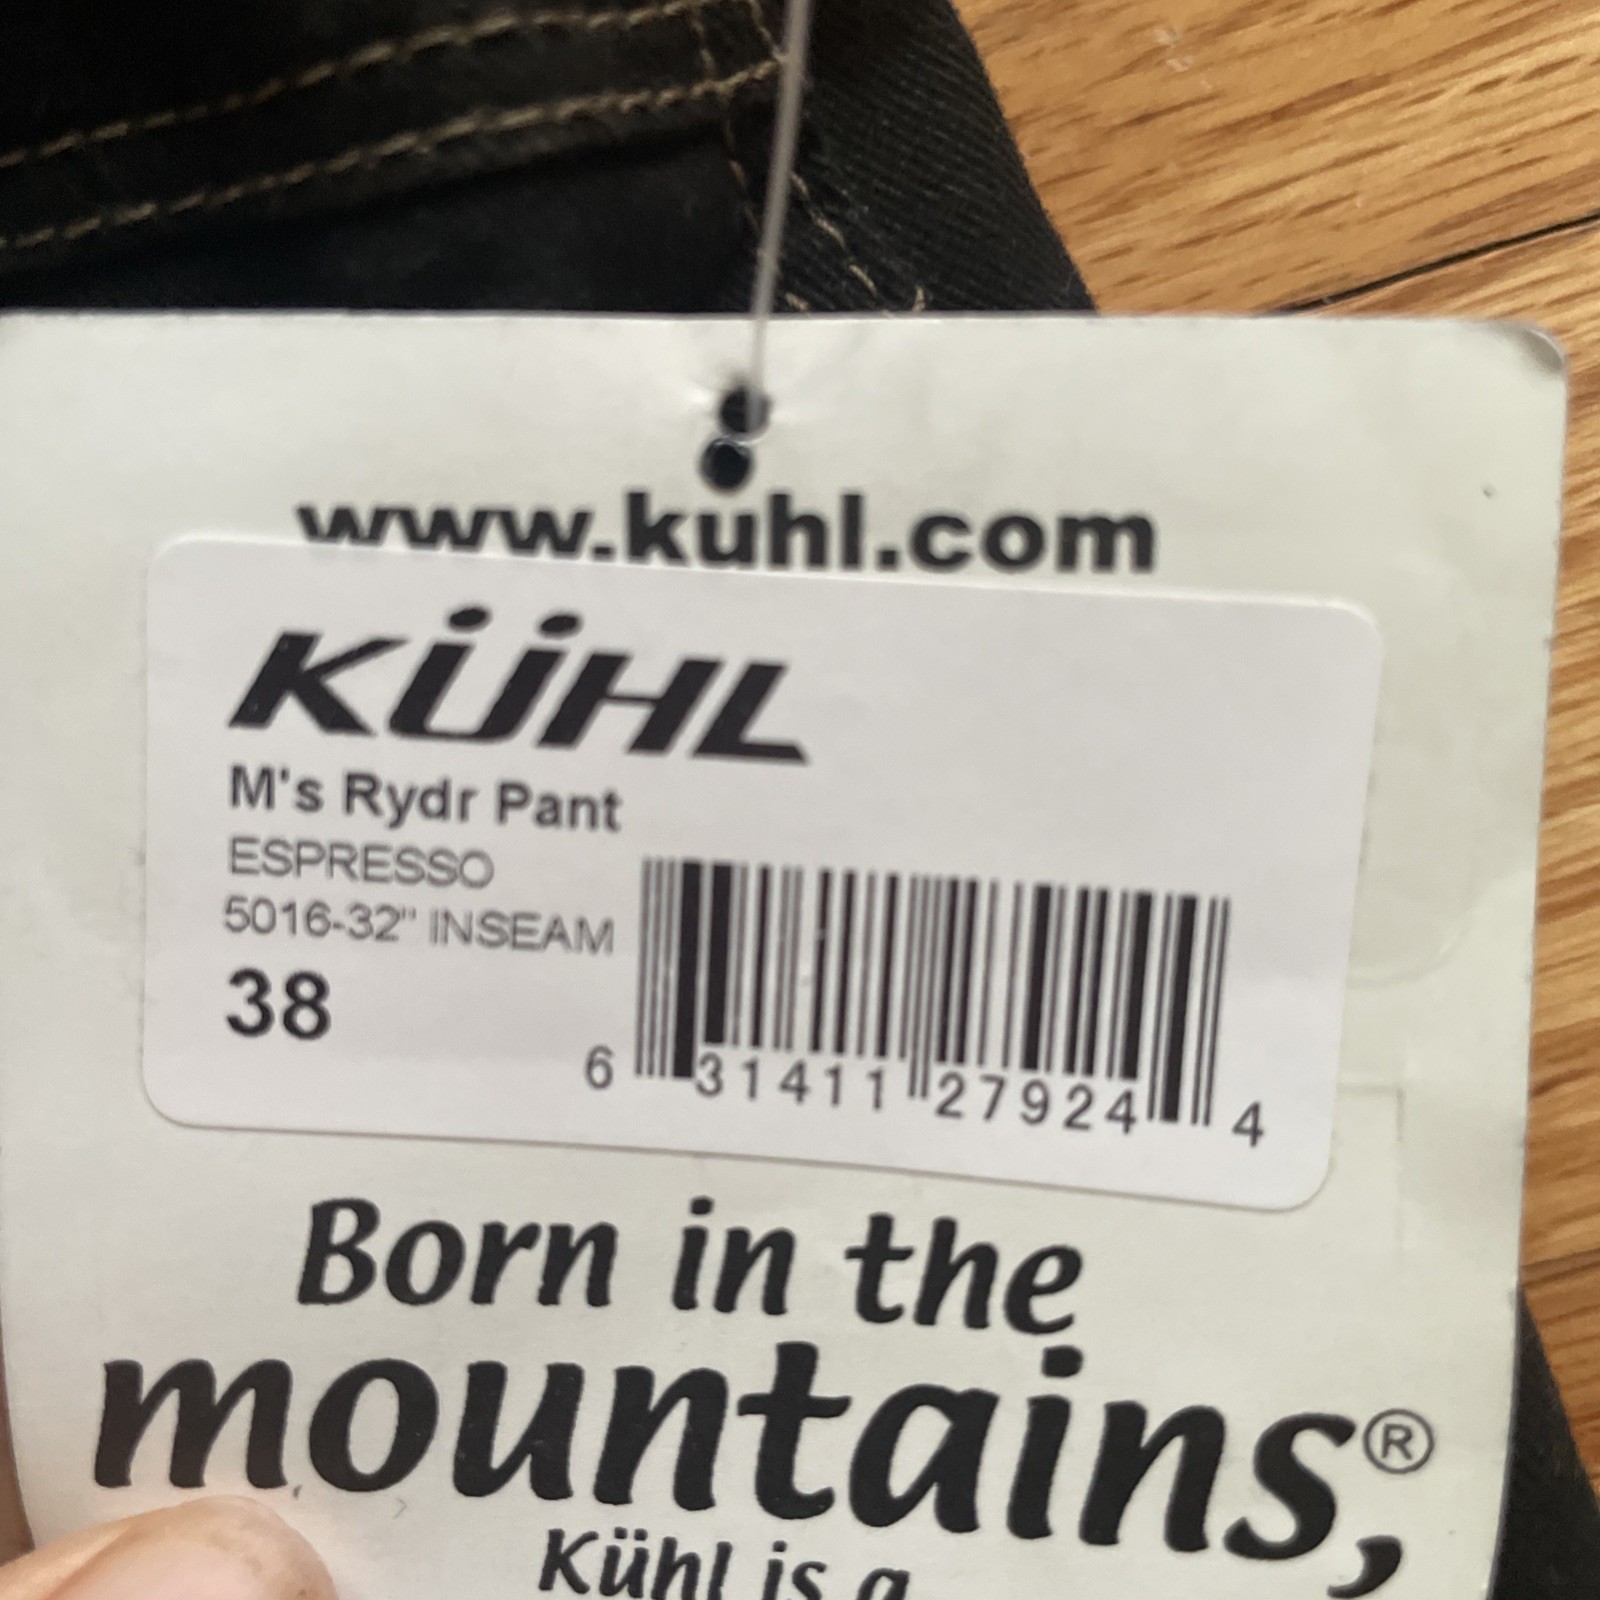 www.kuhl.com
KÜHL
M's Rydr Pant
ESPRESSO
5016-32" INSEAM
38
6 31411 27924 4
Born in the
mountains,®
Kühl is a